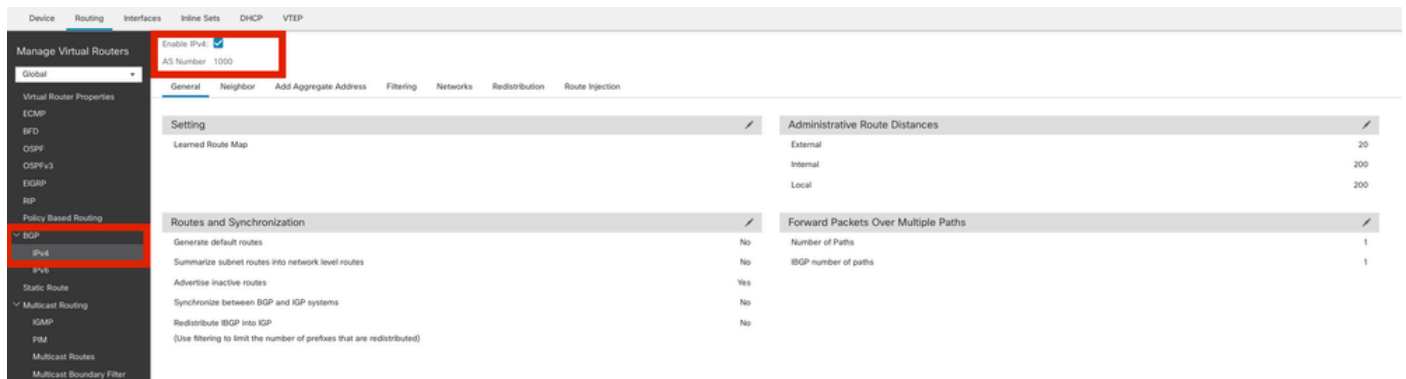 Device Routing Interfaces Inline Sets DHCP VTEP
Manage Virtual Routers
Global
Virtual Router Properties
ECMP
BFD
OSPF
OSPFv3
EIGRP
RIP
Policy Based Routing
BGP
IPv4
IPv6
Static Route
Multicast Routing
IGMP
PIM
Multicast Routes
Multicast Boundary Filter
Enable IPv4:
AS Number 1000
General Neighbor Add Aggregate Address Filtering Networks Redistribution Route Injection
Setting
Learned Route Map
Administrative Route Distances
External 20
Internal 200
Local 200
Routes and Synchronization
Generate default routes No
Summarize subnet routes into network level routes No
Advertise inactive routes Yes
Synchronize between BGP and IGP systems No
Redistribute IBGP into IGP No
(Use filtering to limit the number of prefixes that are redistributed)
Forward Packets Over Multiple Paths
Number of Paths 1
IBGP number of paths 1